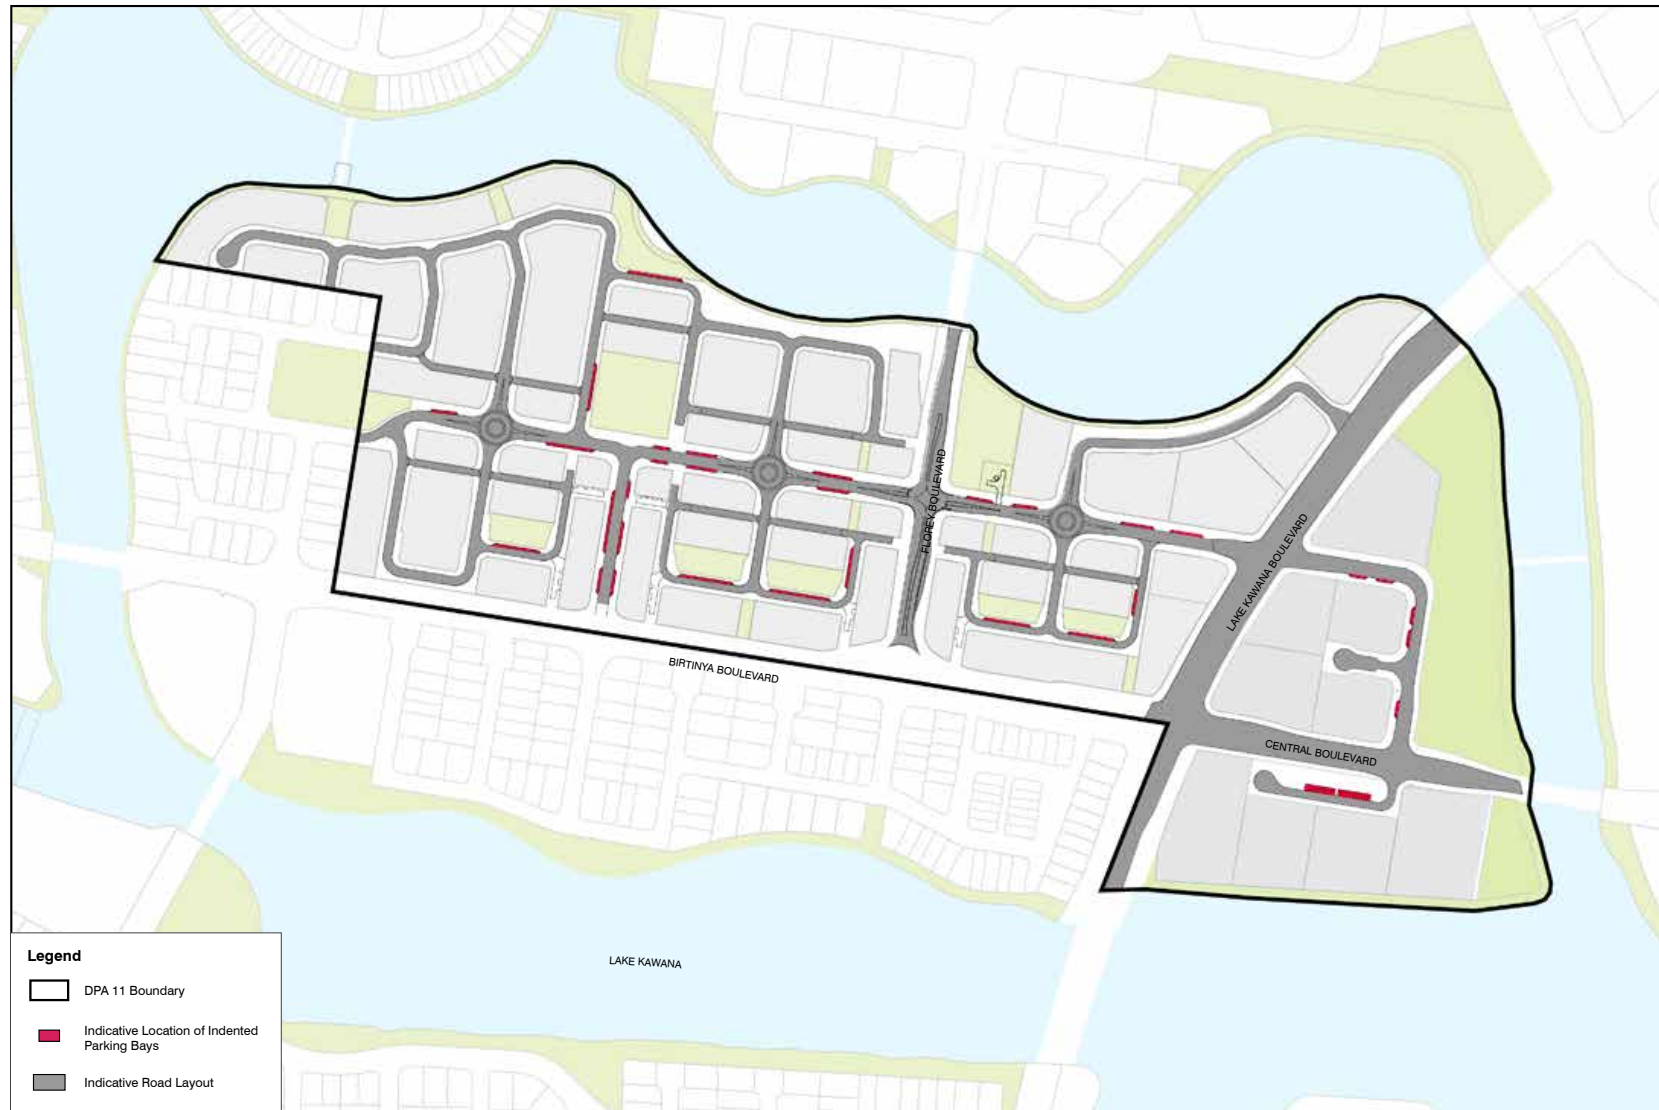 FLOREY BOULEVARD
LAKE KAWANA BOULEVARD
BIRTINYA BOULEVARD
CENTRAL BOULEVARD
LAKE KAWANA
Legend
DPA 11 Boundary
Indicative Location of Indented
Parking Bays
Indicative Road Layout